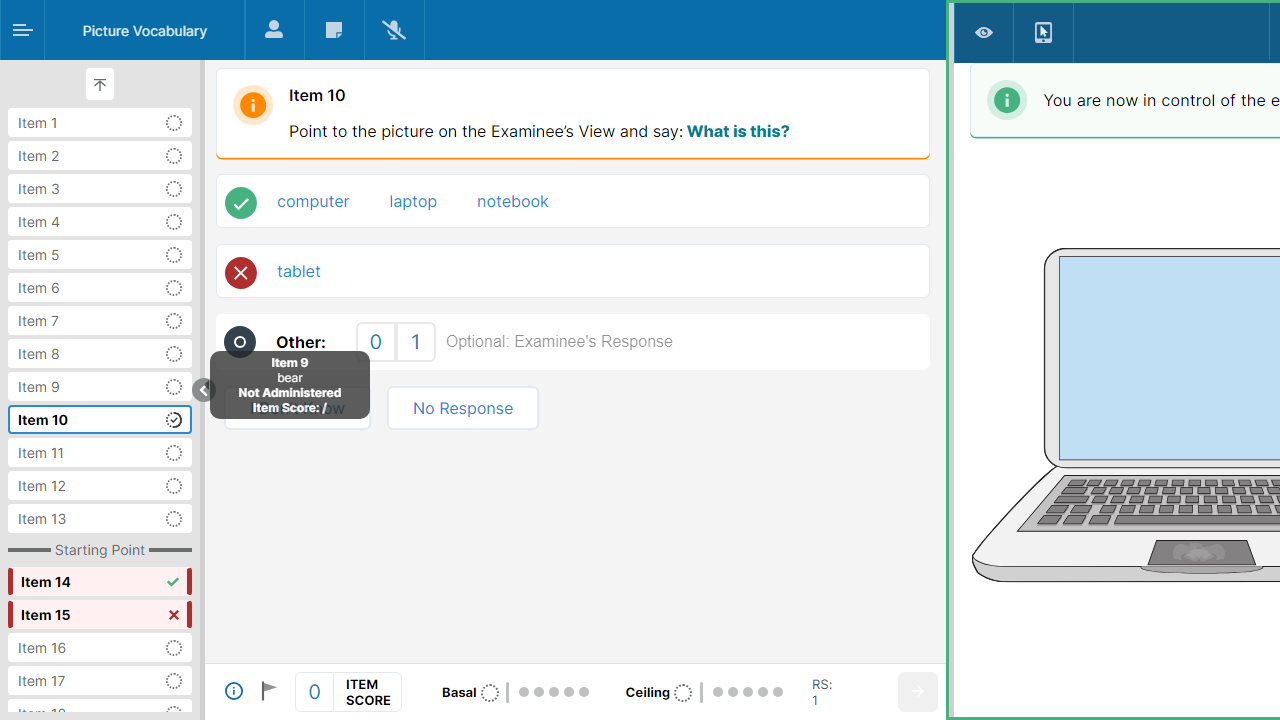 Picture Vocabulary
Item 1
Item 2
Item 3
Item 4
Item 5
Item 6
Item 7
Item 8
Item 9
Item 10
Item 11
Item 12
Item 13
Starting Point
Item 14
Item 15
Item 16
Item 17
Item 10
Point to the picture on the Examinee’s View and say: What is this?
computer laptop notebook
tablet
Other: 0 1 Optional: Examinee's Response
Item 9
bear
Not Administered
Item Score: /
No Response
0 ITEM SCORE
Basal
Ceiling
RS:
1
You are now in control of the e